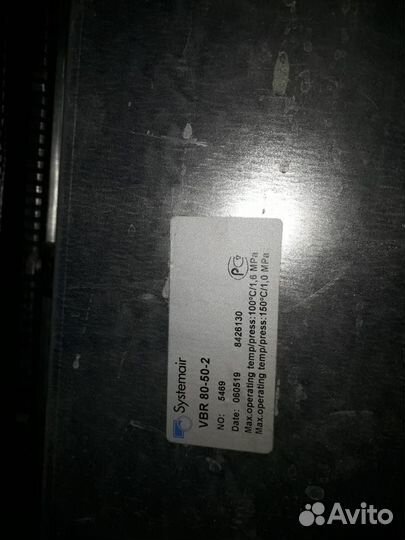 Systemair
VBR 80-50-2
NO: 5469
Date: 060519 8426130
Max.operating temp/press:100°C/1,6 MPa
Max.operating temp/press:150°C/1,0 MPa
Avito